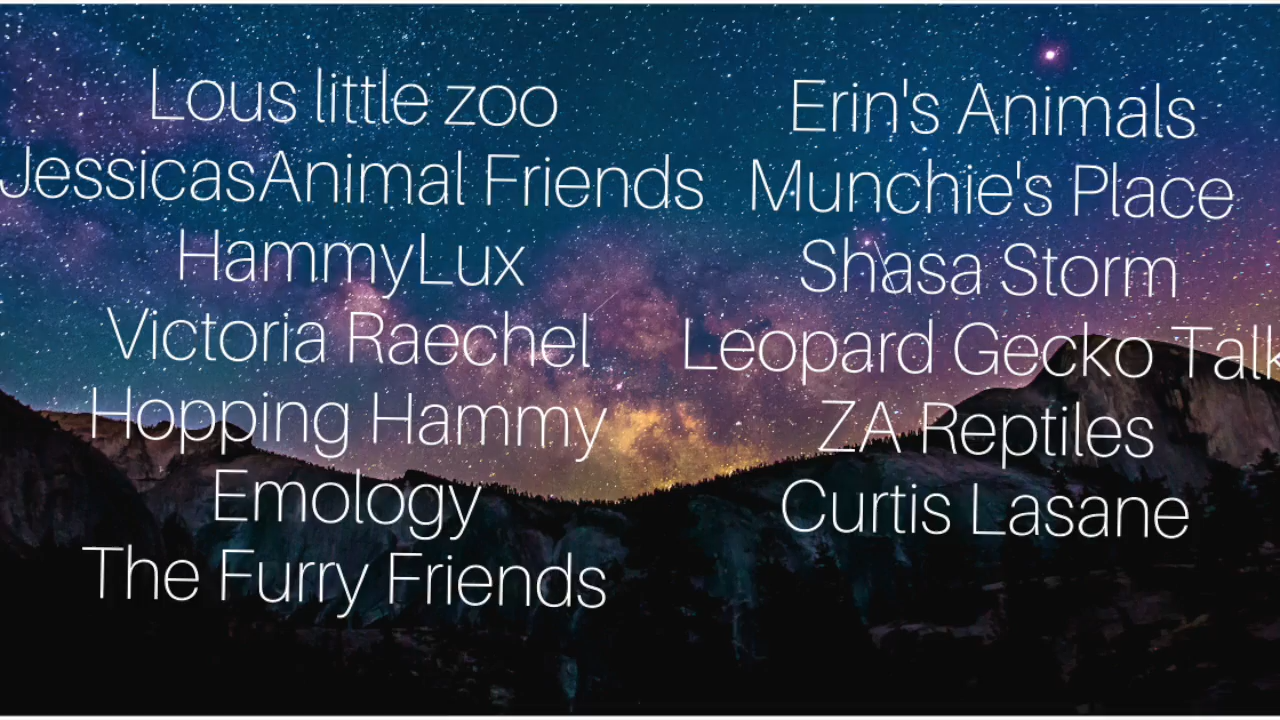 Lous little zoo
JessicasAnimal Friends
HammyLux
Victoria Raechel
Hopping Hammy
Emology
The Furry Friends
Erin's Animals
Munchie's Place
Shasa Storm
Leopard Gecko Talk
ZA Reptiles
Curtis Lasane